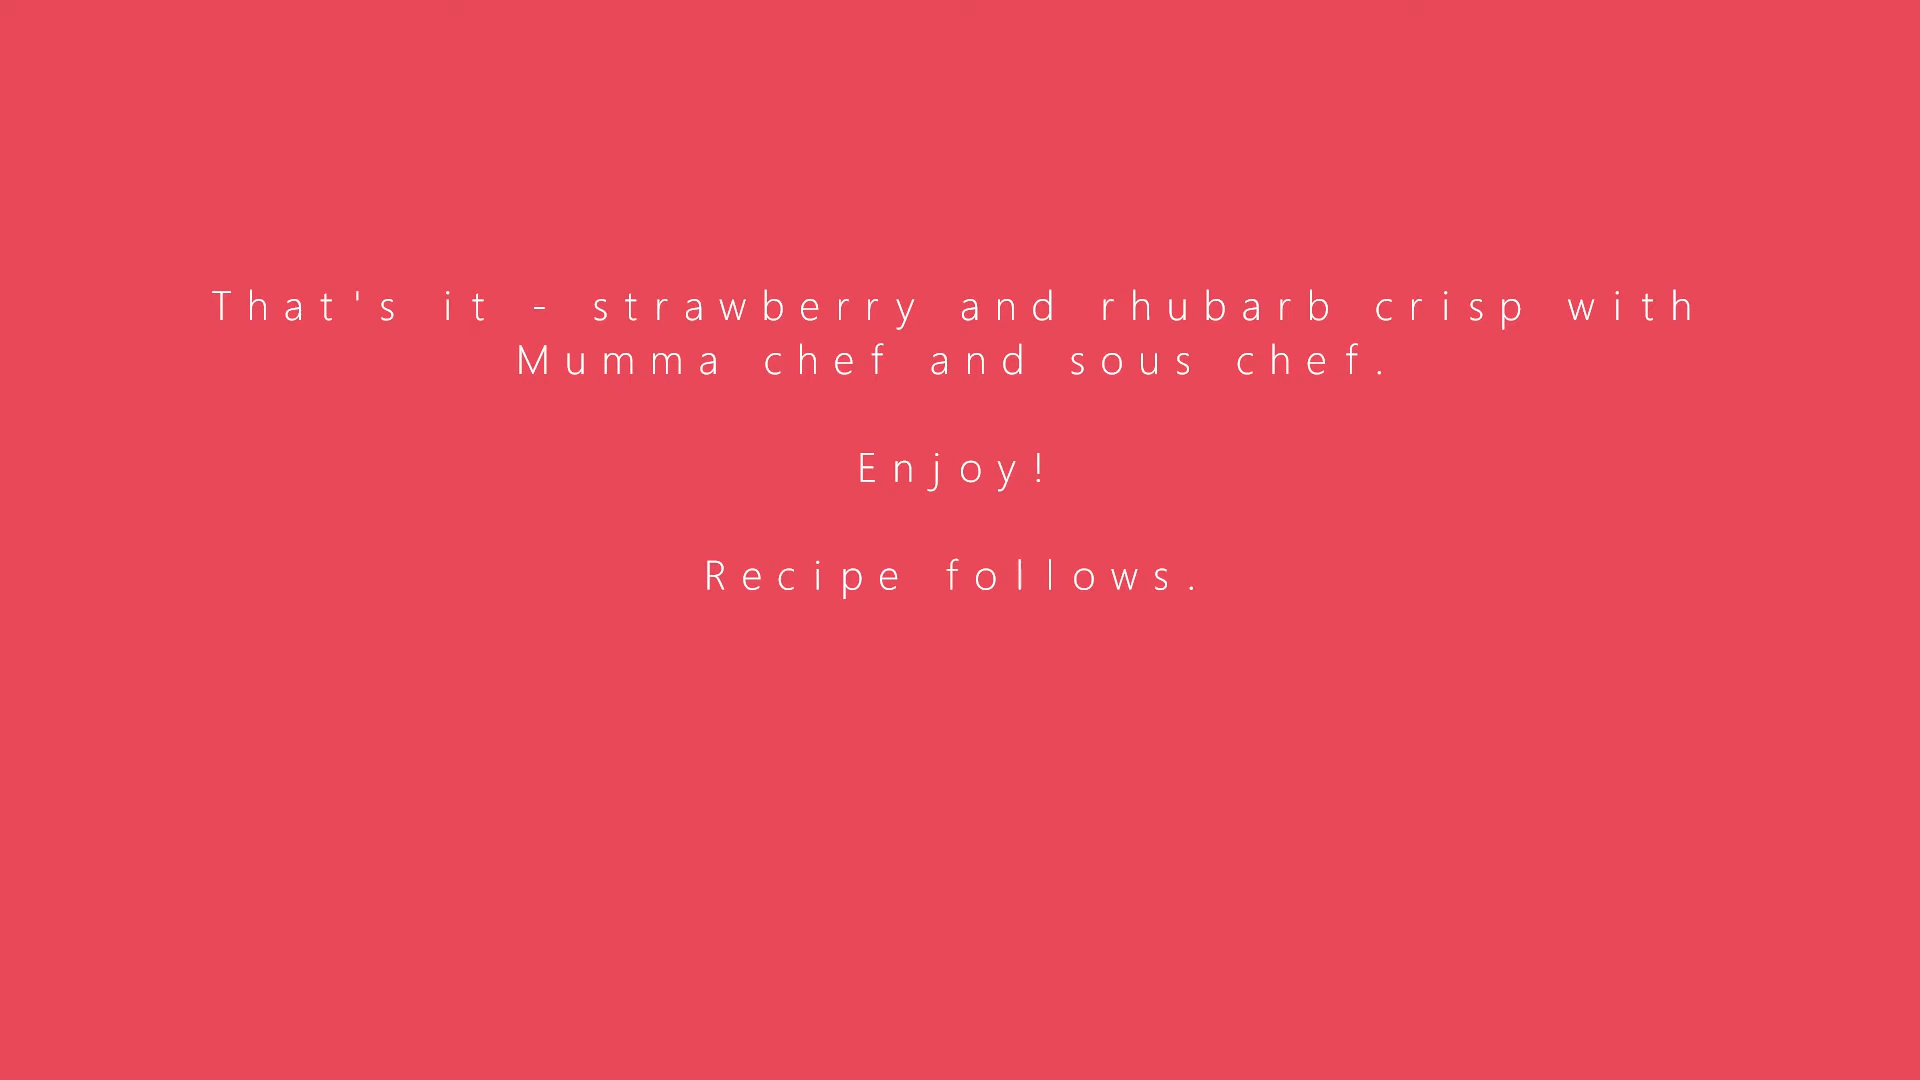 That's it - strawberry and rhubarb crisp with
Mumma chef and sous chef.
Enjoy!
Recipe follows.